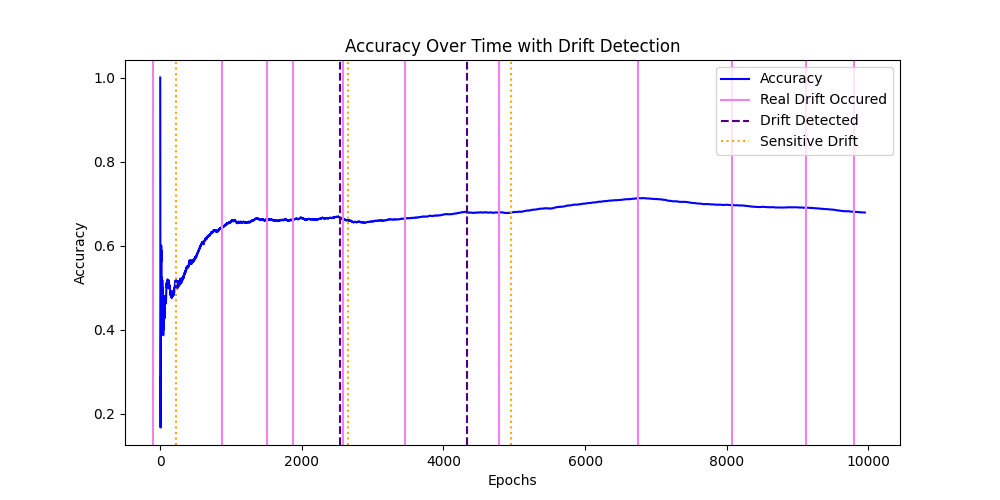 Accuracy Over Time with Drift Detection
1.0
0.8
0.6
0.4
0.2
Accuracy
Accuracy
Real Drift Occured
Drift Detected
Sensitive Drift
0
2000
4000
6000
8000
10000
Epochs